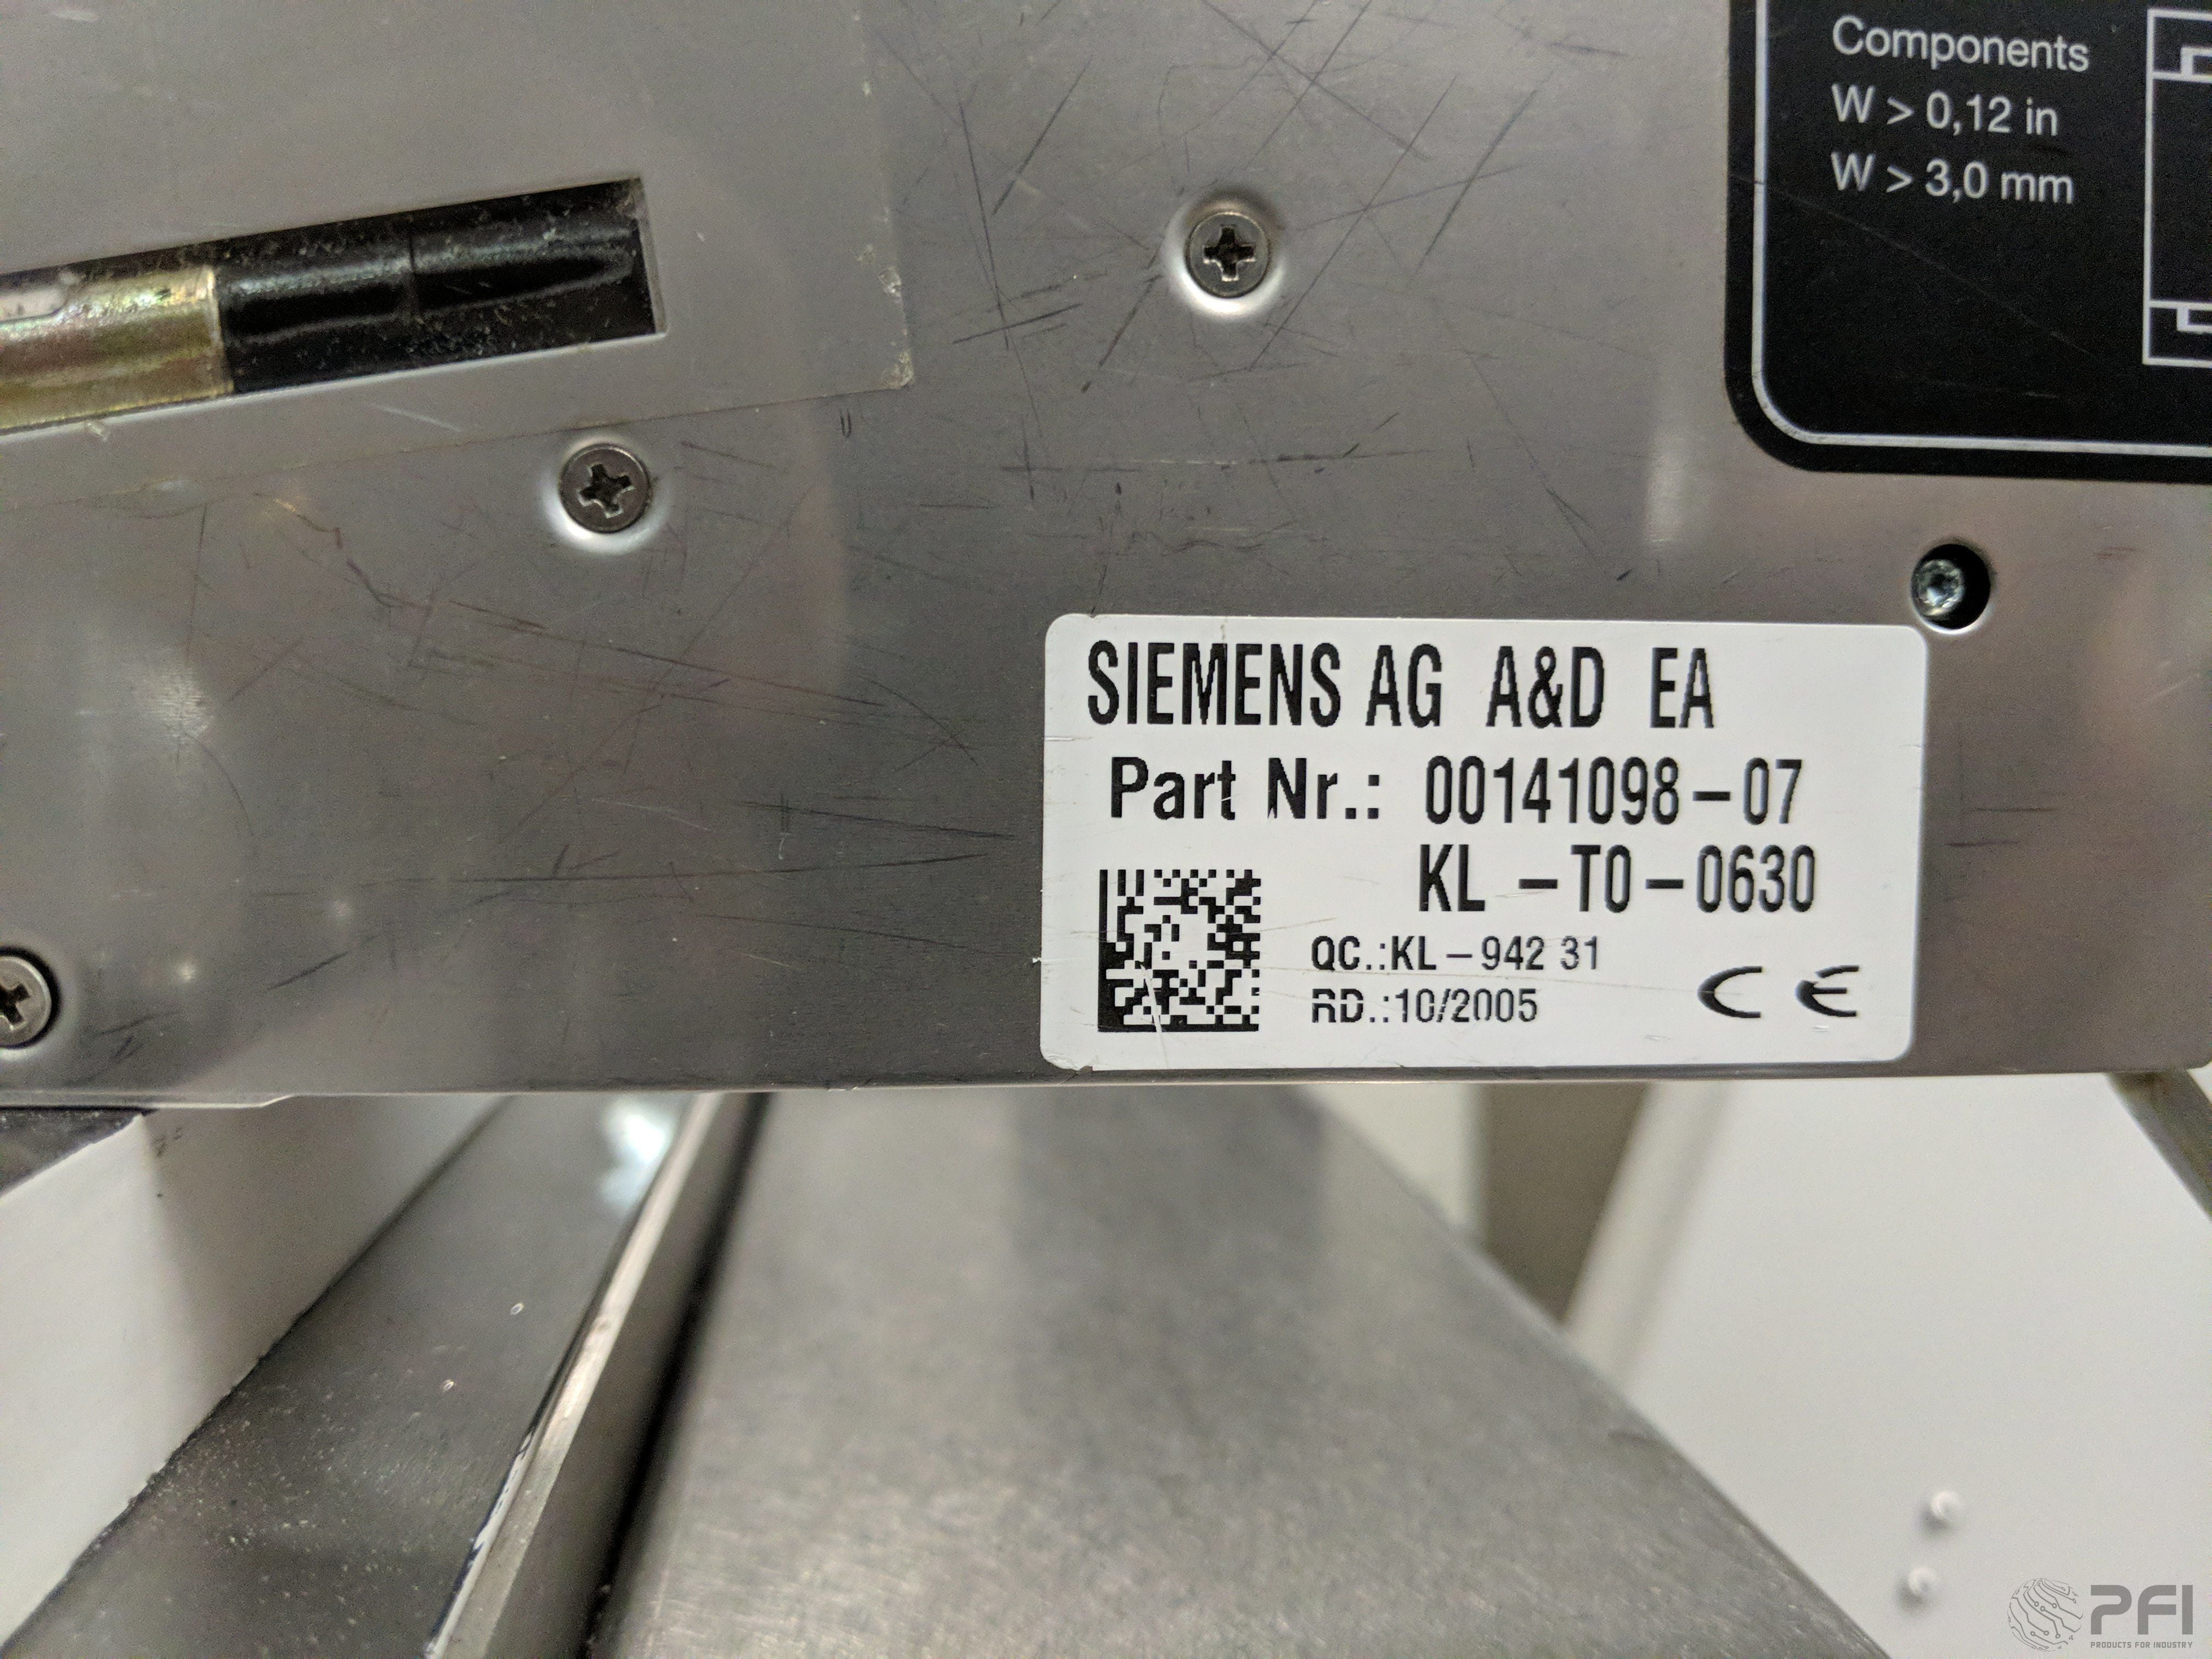 Components
W > 0,12 in
W > 3,0 mm
SIEMENS AG A&D EA
Part Nr.: 00141098-07
KL -T0-0630
QC.:KL-942 31
RD.:10/2005
CE
PFI
PRODUCTS FOR INDUSTRY